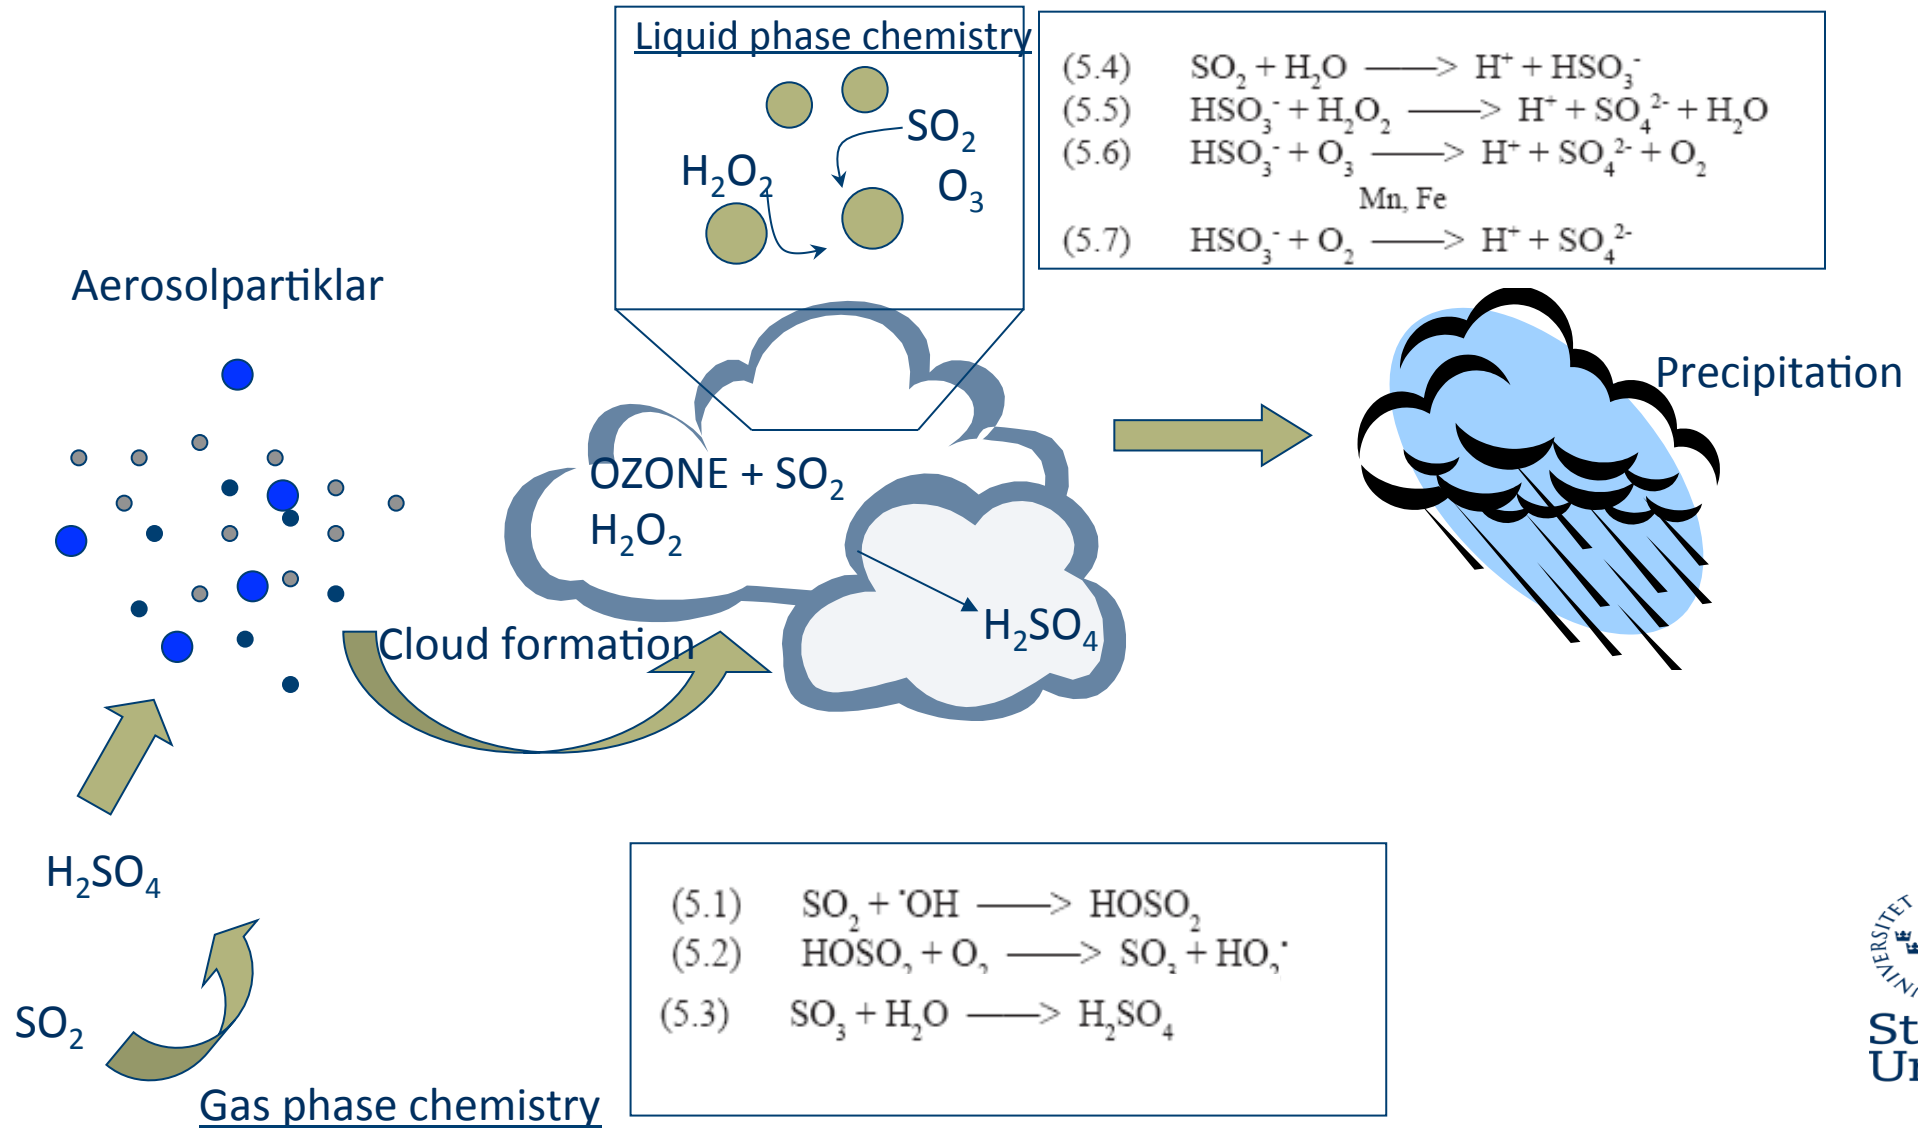 Liquid phase chemistry
SO₂
H₂O₂
O₃
(5.4) SO₂ + H₂O ——> H⁺ + HSO₃⁻
(5.5) HSO₃⁻ + H₂O₂ ——> H⁺ + SO₄²⁻ + H₂O
(5.6) HSO₃⁻ + O₃ ——> H⁺ + SO₄²⁻ + O₂
Mn, Fe
(5.7) HSO₃⁻ + O₂ ——> H⁺ + SO₄²⁻
Aerosolpartiklar
Precipitation
OZONE + SO₂
H₂O₂
H₂SO₄
Cloud formation
H₂SO₄
SO₂
Gas phase chemistry
(5.1) SO₂ + ˙OH ——> HOSO₂
(5.2) HOSO₂ + O₂ ——> SO₃ + HO₂˙
(5.3) SO₃ + H₂O ——> H₂SO₄
St